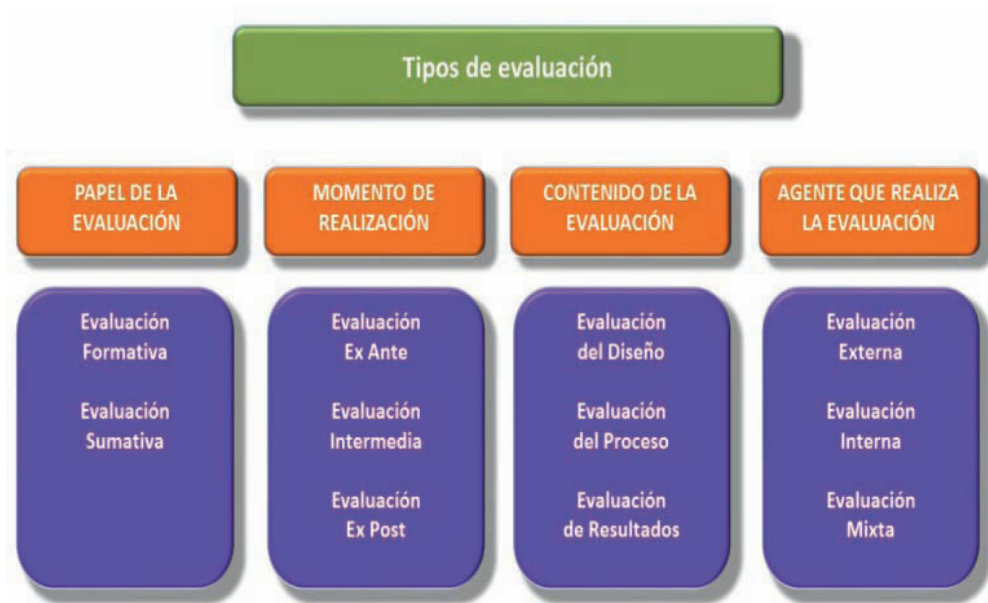 Tipos de evaluación
PAPEL DE LA
EVALUACIÓN
Evaluación
Formativa
Evaluación
Sumativa
MOMENTO DE
REALIZACIÓN
Evaluación
Ex Ante
Evaluación
Intermedia
Evaluación
Ex Post
CONTENIDO DE LA
EVALUACIÓN
Evaluación
del Diseño
Evaluación
del Proceso
Evaluación
de Resultados
AGENTE QUE REALIZA
LA EVALUACIÓN
Evaluación
Externa
Evaluación
Interna
Evaluación
Mixta